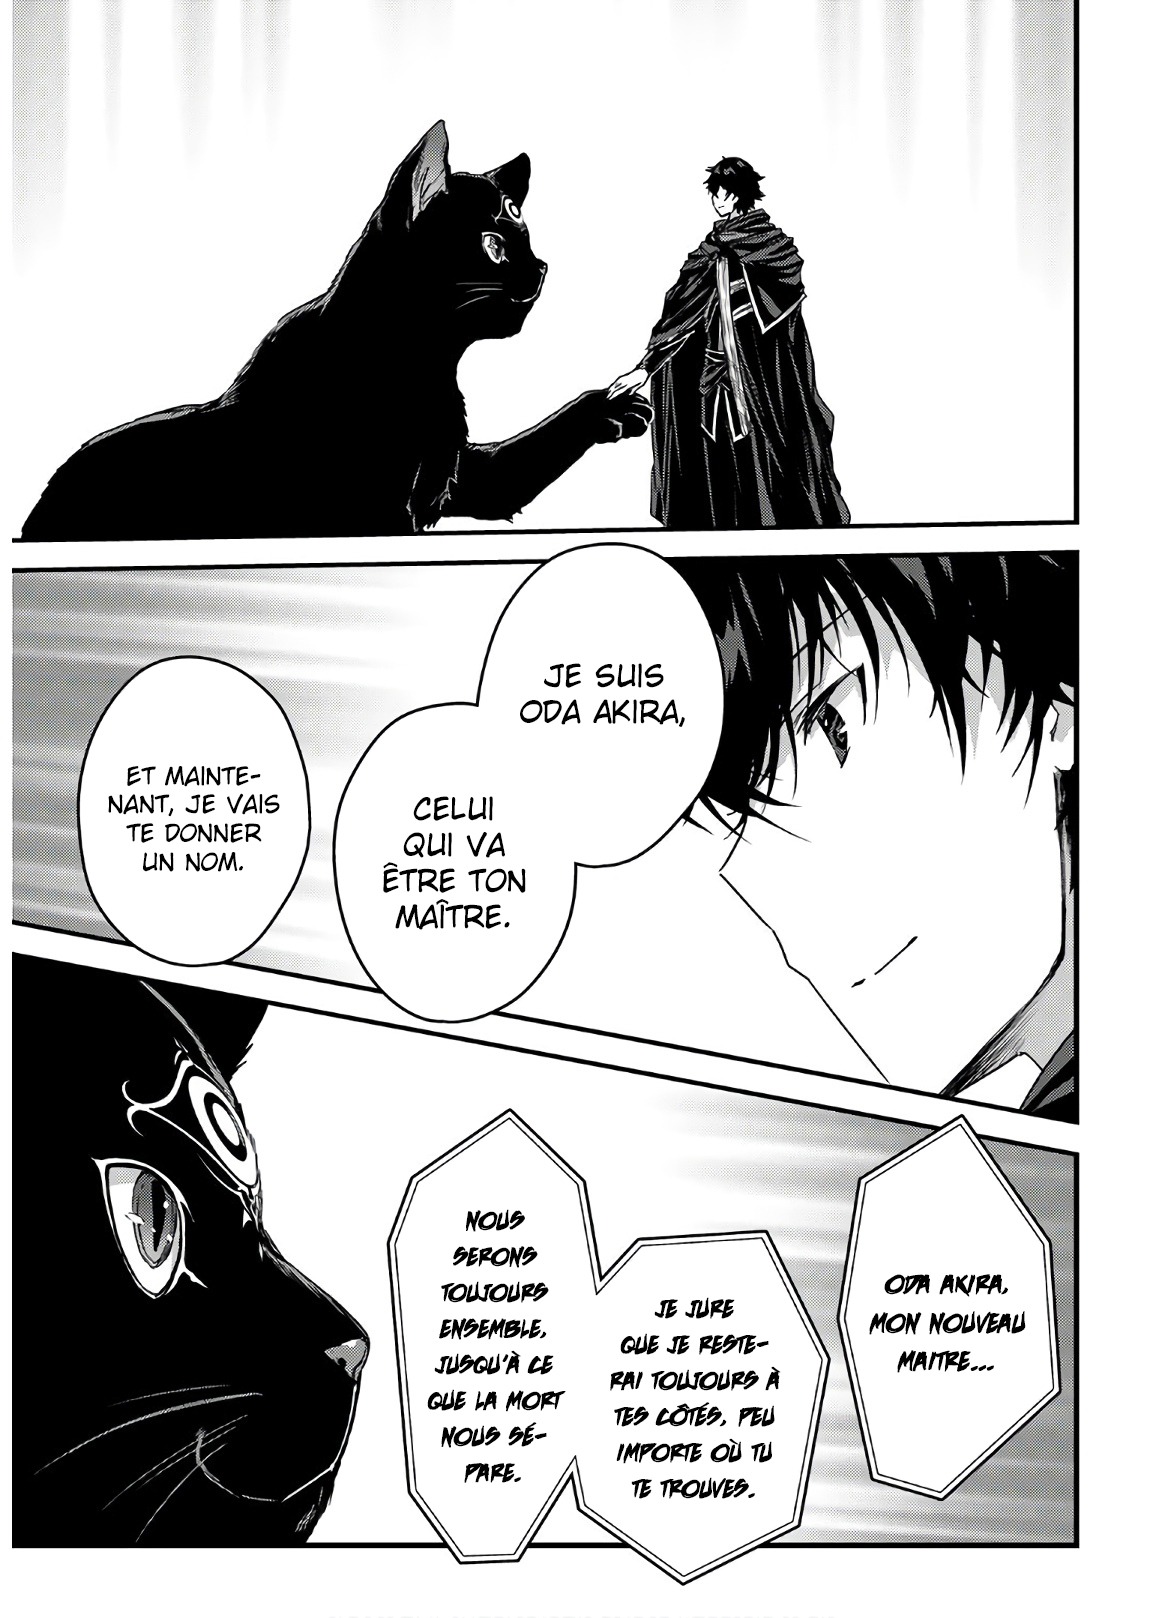 JE SUIS
ODA AKIRA,
CELUI
QUI VA
ÊTRE TON
MAÎTRE.
ET MAINTE-
NANT, JE VAIS
TE DONNER
UN NOM.
ODA AKIRA,
MON NOUVEAU
MAITRE...
JE JURE
QUE JE RESTE-
RAI TOUJOURS À
TES CÔTÉS, PEU
IMPORTE OÙ TU
TE TROUVES.
NOUS
SERONS
TOUJOURS
ENSEMBLE,
JUSQU'À CE
QUE LA MORT
NOUS SÉ-
PARE.